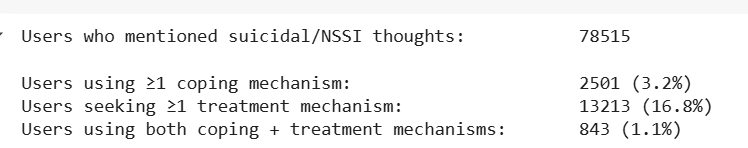 Users who mentioned suicidal/NSSI thoughts: 78515
Users using ≥1 coping mechanism: 2501 (3.2%)
Users seeking ≥1 treatment mechanism: 13213 (16.8%)
Users using both coping + treatment mechanisms: 843 (1.1%)